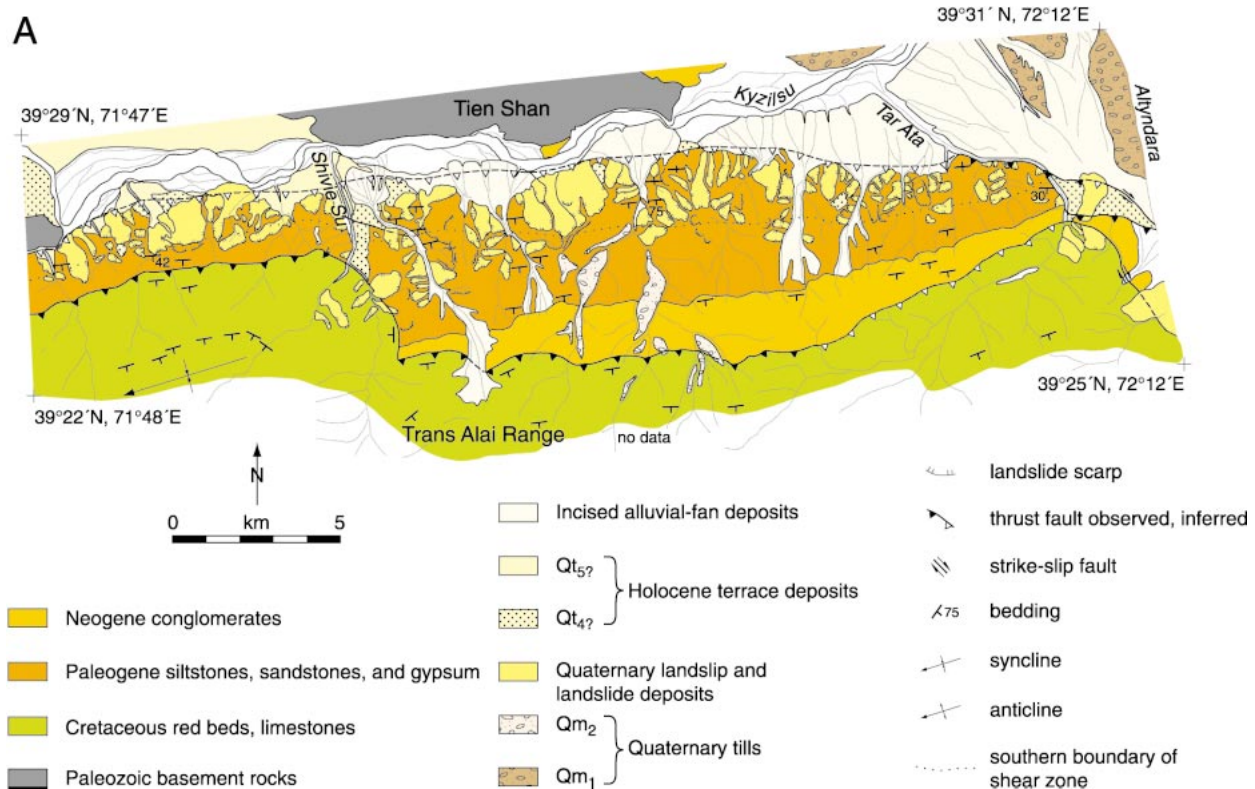 A
39°31´ N, 72°12´E
39°29´N, 71°47´E
Tien Shan
Kyzilsu
Tar Ata
Altyndara
Shivie Su
75
30
42
39°22´N, 71°48´E
39°25´N, 72°12´E
Trans Alai Range
no data
N
0 km 5
Neogene conglomerates
Paleogene siltstones, sandstones, and gypsum
Cretaceous red beds, limestones
Paleozoic basement rocks
Incised alluvial-fan deposits
Qt5?
Holocene terrace deposits
Qt4?
Quaternary landslip and
landslide deposits
Qm2
Quaternary tills
Qm1
landslide scarp
thrust fault observed, inferred
strike-slip fault
75 bedding
syncline
anticline
southern boundary of
shear zone